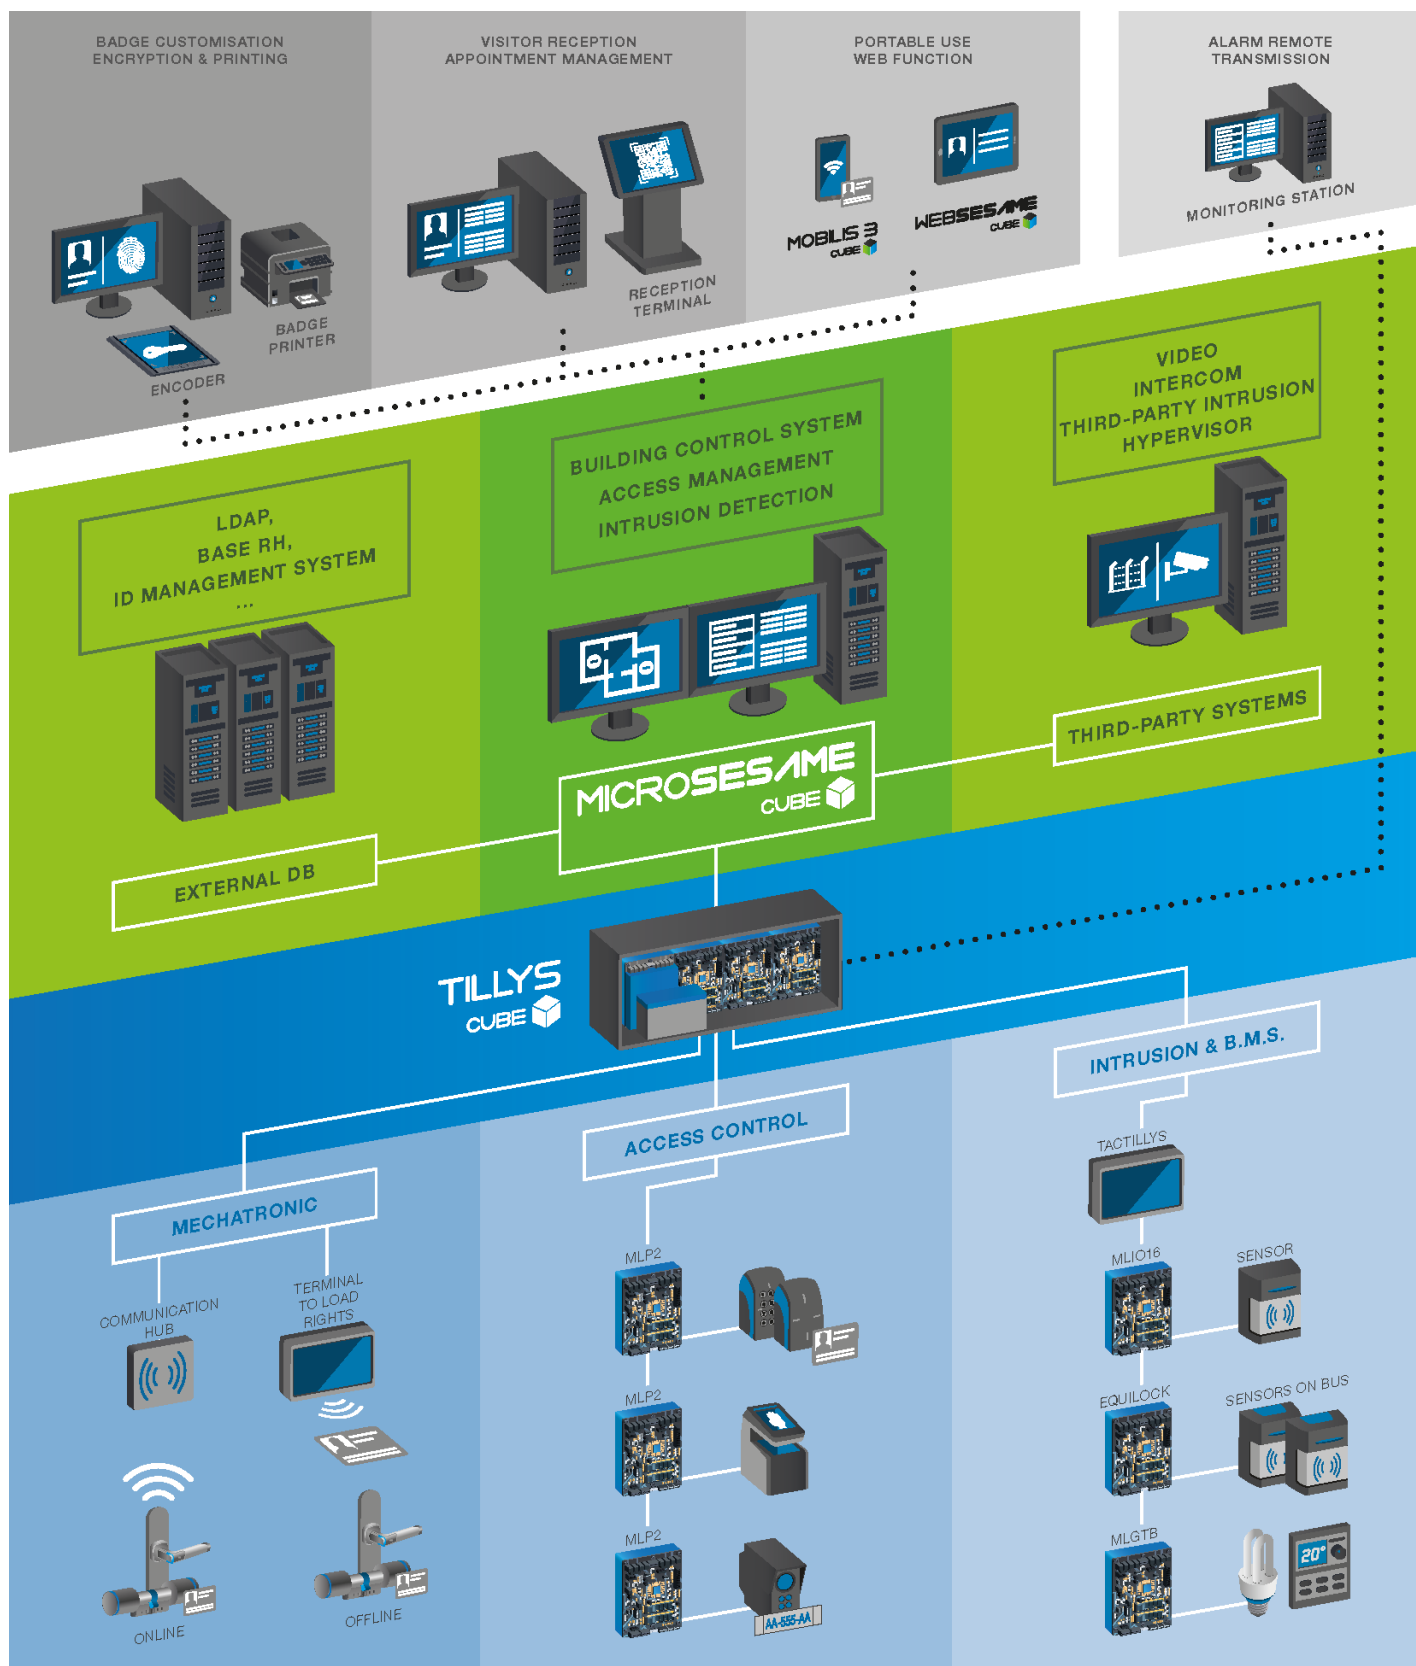 BADGE CUSTOMISATION
ENCRYPTION & PRINTING
VISITOR RECEPTION
APPOINTMENT MANAGEMENT
PORTABLE USE
WEB FUNCTION
ALARM REMOTE
TRANSMISSION
MONITORING STATION
MOBILIS 3
CUBE
WEBSESAME
CUBE
RECEPTION
TERMINAL
BADGE
PRINTER
ENCODER
VIDEO
INTERCOM
THIRD-PARTY INTRUSION
HYPERVISOR
BUILDING CONTROL SYSTEM
ACCESS MANAGEMENT
INTRUSION DETECTION
LDAP,
BASE RH,
ID MANAGEMENT SYSTEM
...
THIRD-PARTY SYSTEMS
MICROSESAME
CUBE
EXTERNAL DB
TILLYS
CUBE
INTRUSION & B.M.S.
ACCESS CONTROL
MECHATRONIC
TACTILLYS
COMMUNICATION
HUB
TERMINAL
TO LOAD
RIGHTS
MLP2
MLIO16
SENSOR
MLP2
EQUILOCK
SENSORS ON BUS
MLP2
MLGTB
20°
AA-555-AA
ONLINE
OFFLINE